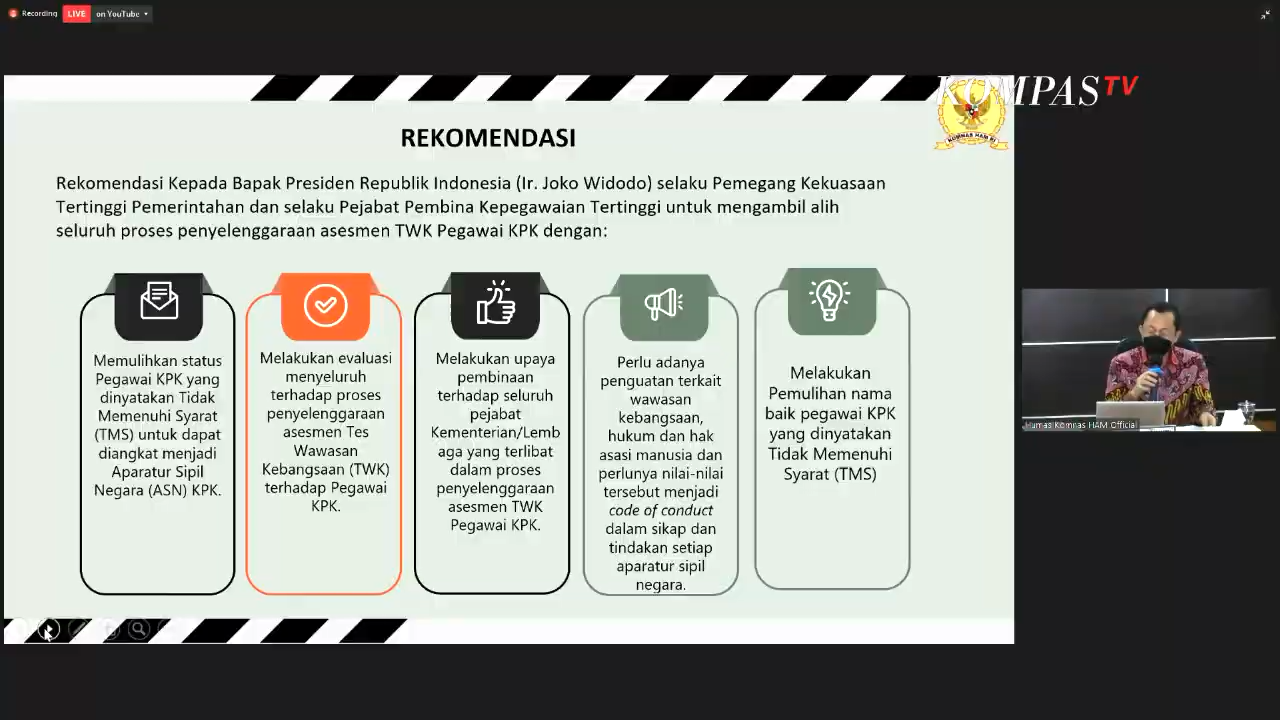 Recording
LIVE
on YouTube
KOMPAS TV
KOMNAS HAM RI
REKOMENDASI
Rekomendasi Kepada Bapak Presiden Republik Indonesia (Ir. Joko Widodo) selaku Pemegang Kekuasaan
Tertinggi Pemerintahan dan selaku Pejabat Pembina Kepegawaian Tertinggi untuk mengambil alih
seluruh proses penyelenggaraan asesmen TWK Pegawai KPK dengan:
Memulihkan status
Pegawai KPK yang
dinyatakan Tidak
Memenuhi Syarat
(TMS) untuk dapat
diangkat menjadi
Aparatur Sipil
Negara (ASN) KPK.
Melakukan evaluasi
menyeluruh
terhadap proses
penyelenggaraan
asesmen Tes
Wawasan
Kebangsaan (TWK)
terhadap Pegawai
KPK.
Melakukan upaya
pembinaan
terhadap seluruh
pejabat
Kementerian/Lemb
aga yang terlibat
dalam proses
penyelenggaraan
asesmen TWK
Pegawai KPK.
Perlu adanya
penguatan terkait
wawasan
kebangsaan,
hukum dan hak
asasi manusia dan
perlunya nilai-nilai
tersebut menjadi
code of conduct
dalam sikap dan
tindakan setiap
aparatur sipil
negara.
Melakukan
Pemulihan nama
baik pegawai KPK
yang dinyatakan
Tidak Memenuhi
Syarat (TMS)
Humas Komnas HAM Official